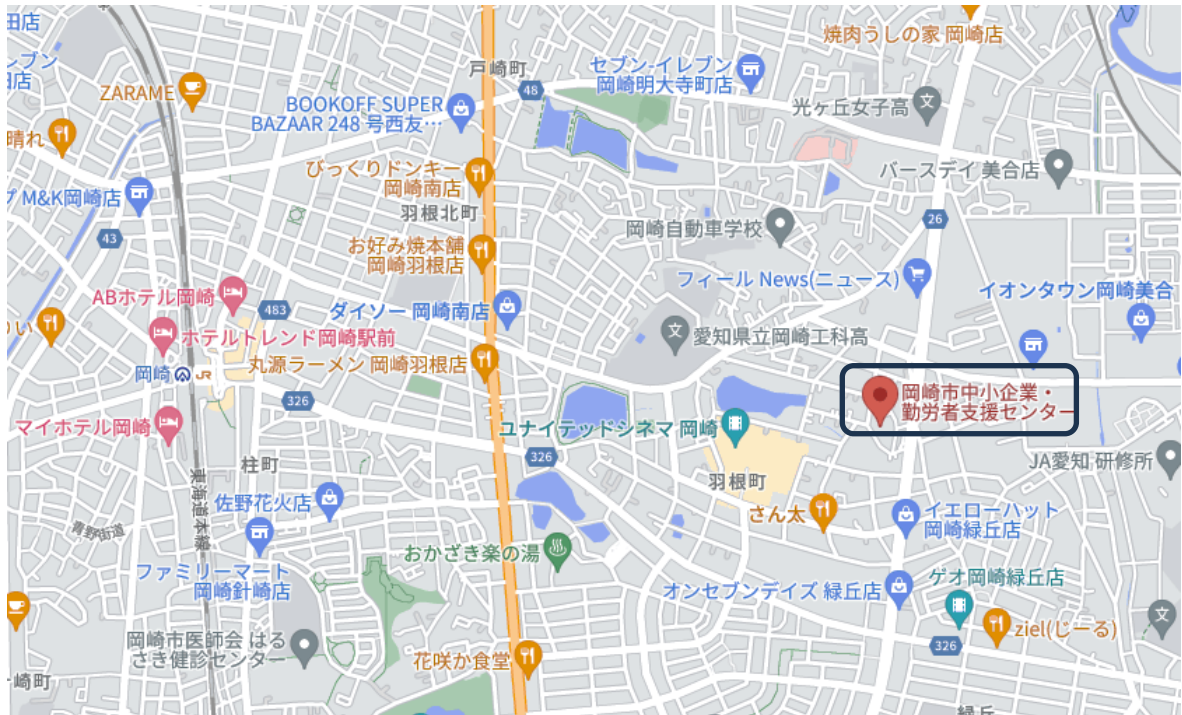 田店
焼肉うしの家 岡崎店
戸崎町
セブン-イレブン
岡崎明大寺町店
レブン
店
ZARAME
48
BOOKOFF SUPER
BAZAAR 248 号西友…
光ヶ丘女子高
晴れ
びっくりドンキー
岡崎南店
バースデイ 美合店
プ M&K岡崎店
羽根北町
岡崎自動車学校
26
43
お好み焼本舗
岡崎羽根店
フィール News(ニュース)
イオンタウン岡崎美合
ABホテル岡崎
483
ダイソー 岡崎南店
い
ホテルトレンド岡崎駅前
愛知県立岡崎工科高
丸源ラーメン 岡崎羽根店
岡崎
JR
326
岡崎市中小企業・
勤労者支援センター
マイホテル岡崎
ユナイテッドシネマ 岡崎
326
柱町
JA愛知 研修所
東海道本線
羽根町
佐野花火店
さん太
イエローハット
岡崎緑丘店
青野街道
おかざき楽の湯
ファミリーマート
岡崎針崎店
オンセブンデイズ 緑丘店
ゲオ岡崎緑丘店
岡崎市医師会 はる
さき健診センター
326
ziel(じーる)
花咲か食堂
崎町
緑丘